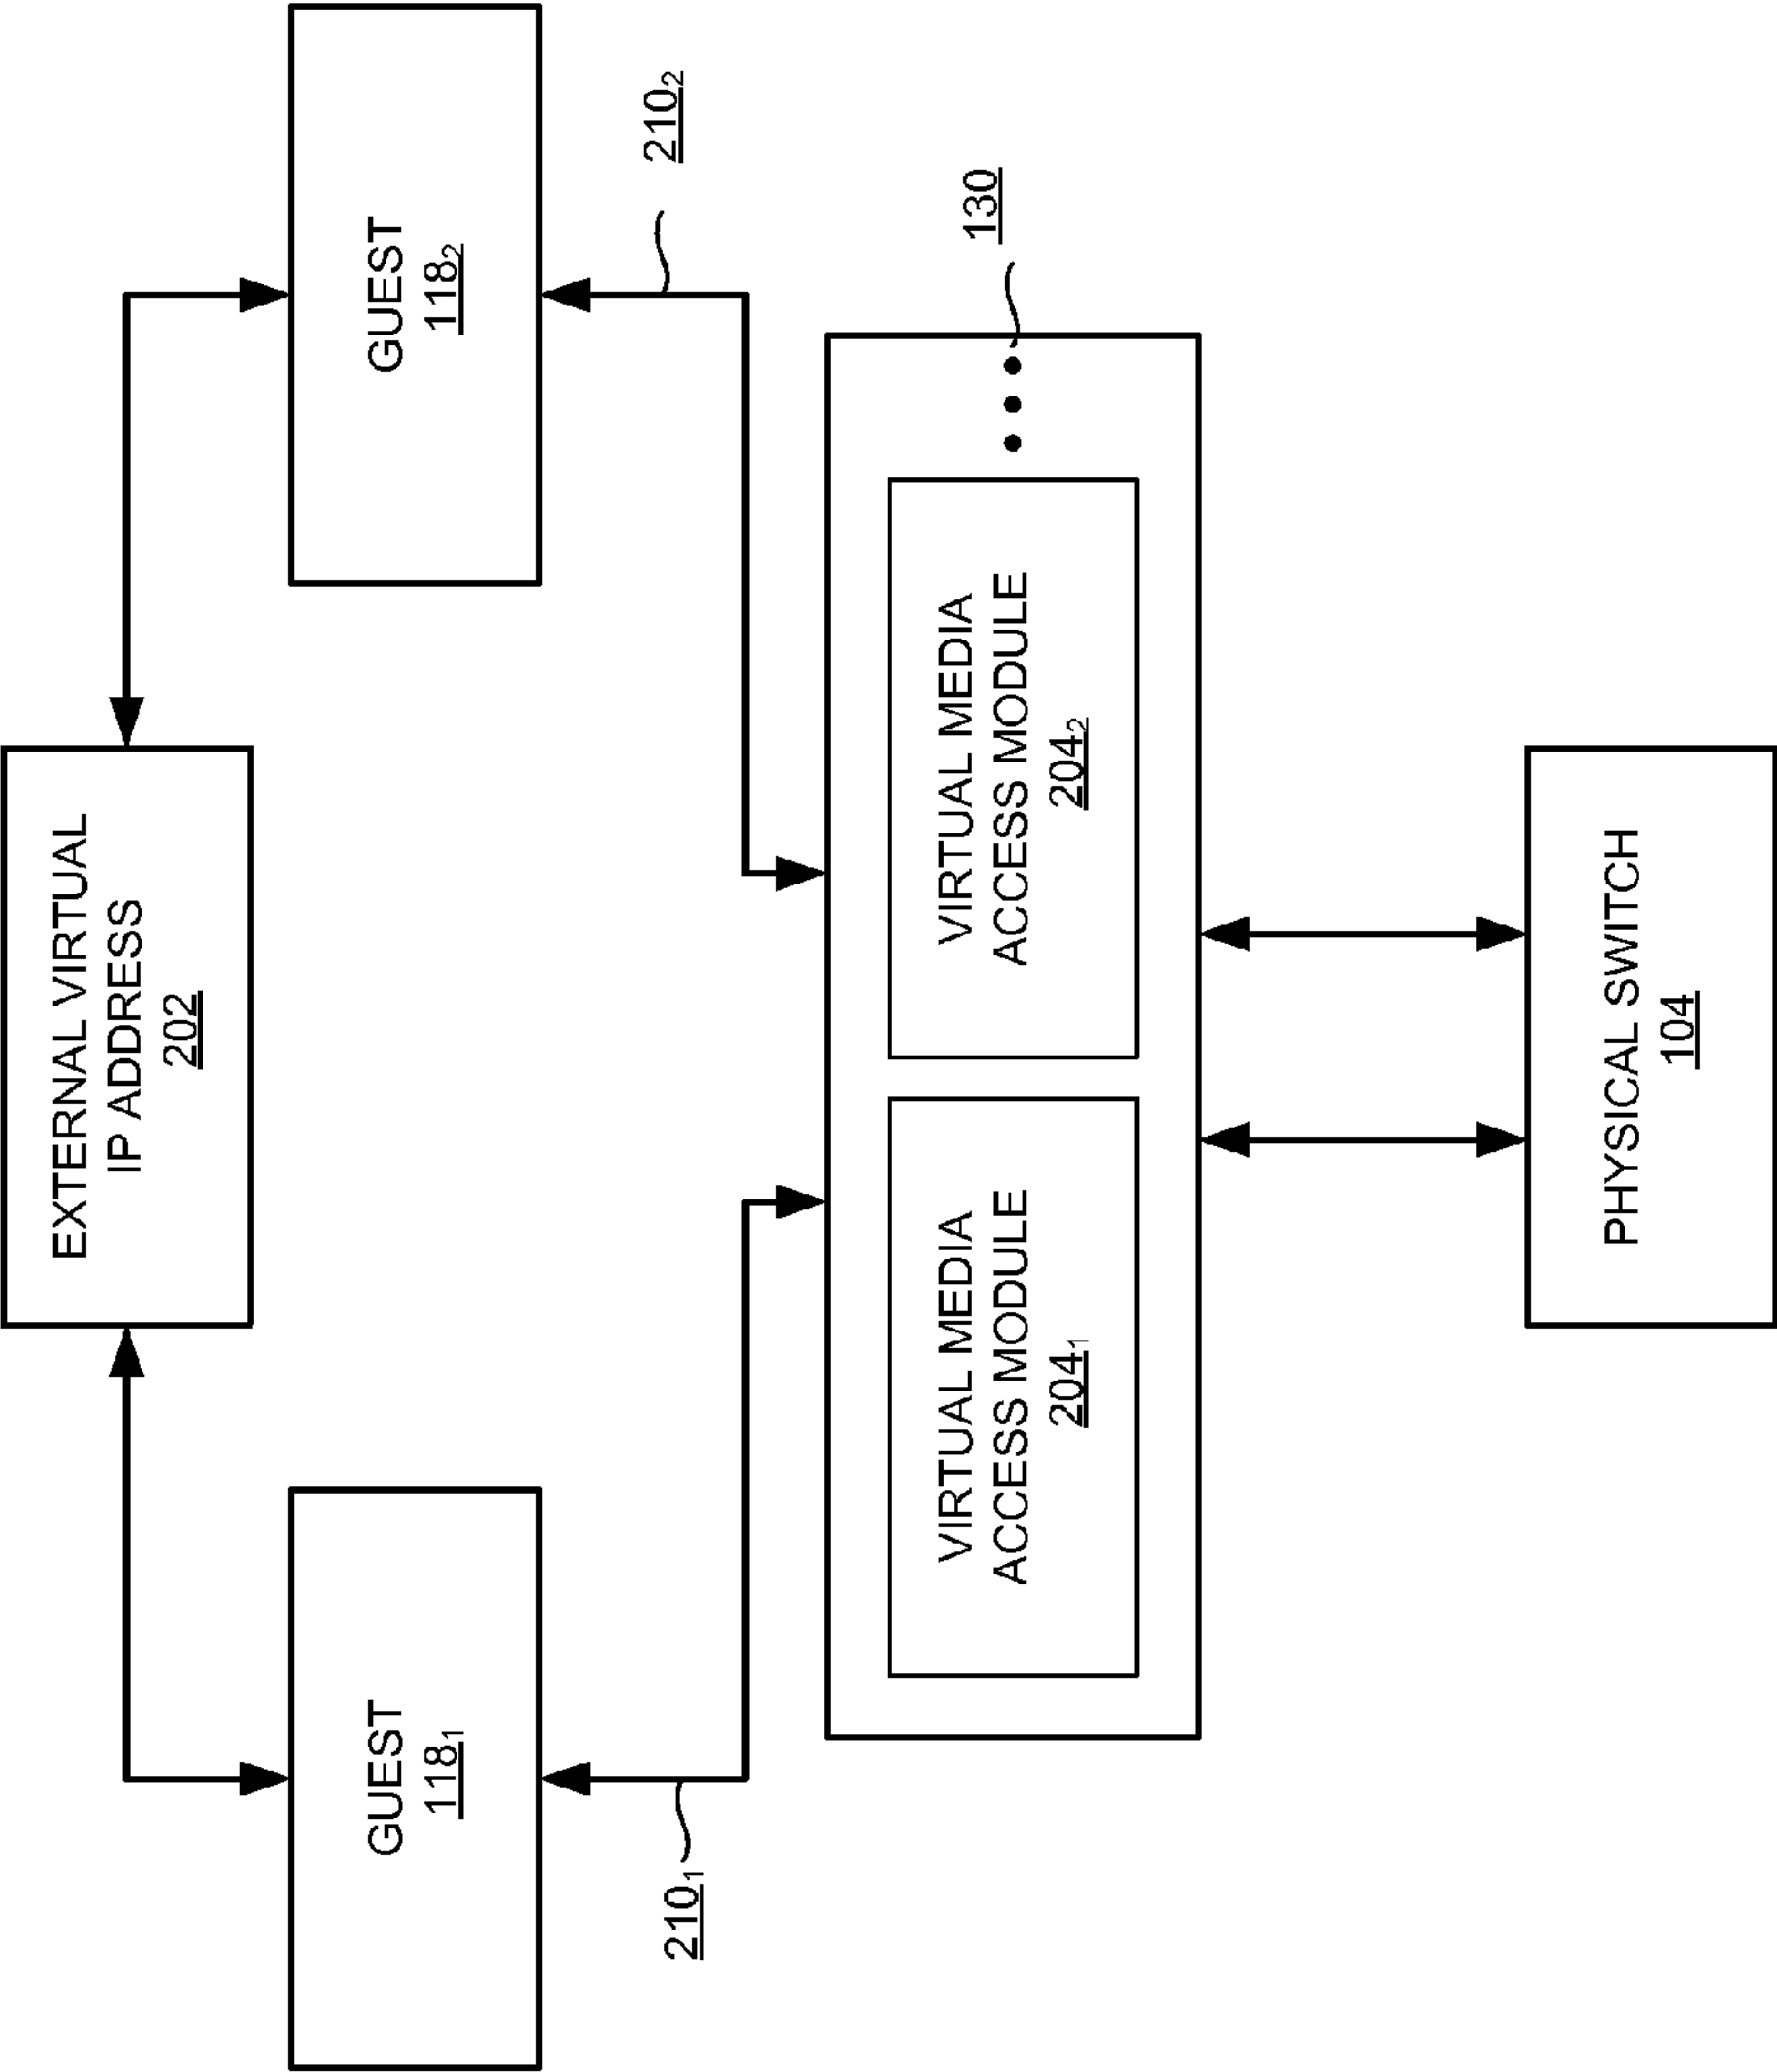 EXTERNAL VIRTUAL
IP ADDRESS
202
GUEST
118₁
GUEST
118₂
210₁
210₂
VIRTUAL MEDIA
ACCESS MODULE
204₁
VIRTUAL MEDIA
ACCESS MODULE
204₂
130
PHYSICAL SWITCH
104